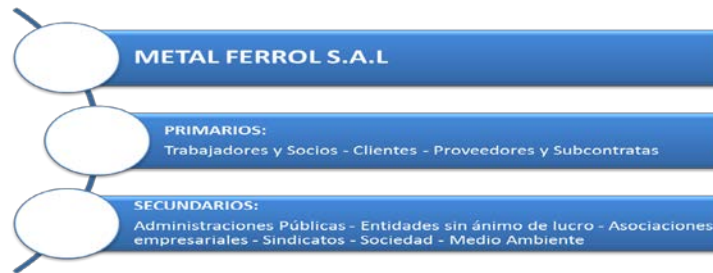 METAL FERROL S.A.L
PRIMARIOS:
Trabajadores y Socios - Clientes - Proveedores y Subcontratas
SECUNDARIOS:
Administraciones Públicas - Entidades sin ánimo de lucro - Asociaciones
empresariales - Sindicatos - Sociedad - Medio Ambiente